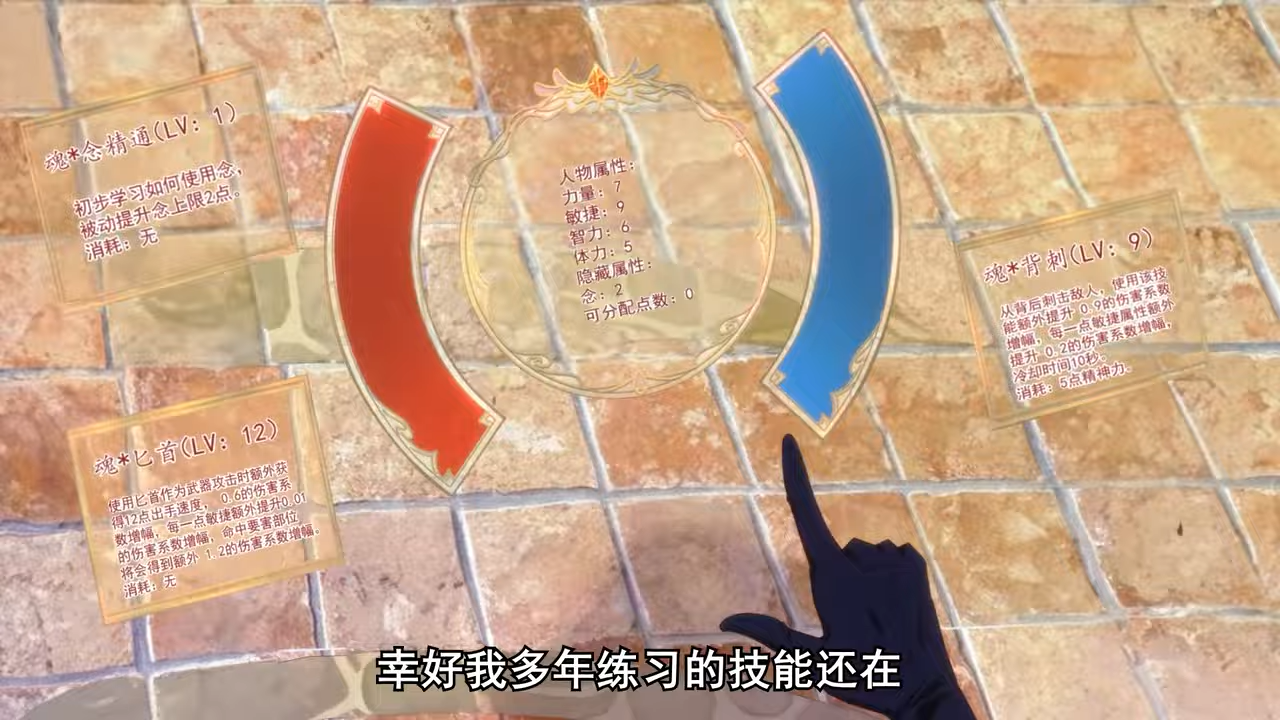 魂*念精通(LV: 1)
初步学习如何使用念,
被动提升念上限2点。
消耗: 无
人物属性:
力量: 7
敏捷: 9
智力: 6
体力: 5
隐藏属性:
念: 2
可分配点数: 0
魂*背刺(LV: 9)
从背后刺击敌人, 使用该技
能额外提升 0.9的伤害系数
增幅, 每一点敏捷属性额外
提升 0.2的伤害系数增幅,
冷却时间10秒。
消耗: 5点精神力。
魂*匕首(LV: 12)
使用匕首作为武器攻击时额外获
得12点出手速度, 0.6的伤害系
数增幅, 每一点敏捷额外提升0.01
的伤害系数增幅, 命中要害部位
将会得到额外 1.2的伤害系数增幅。
消耗: 无
幸好我多年练习的技能还在